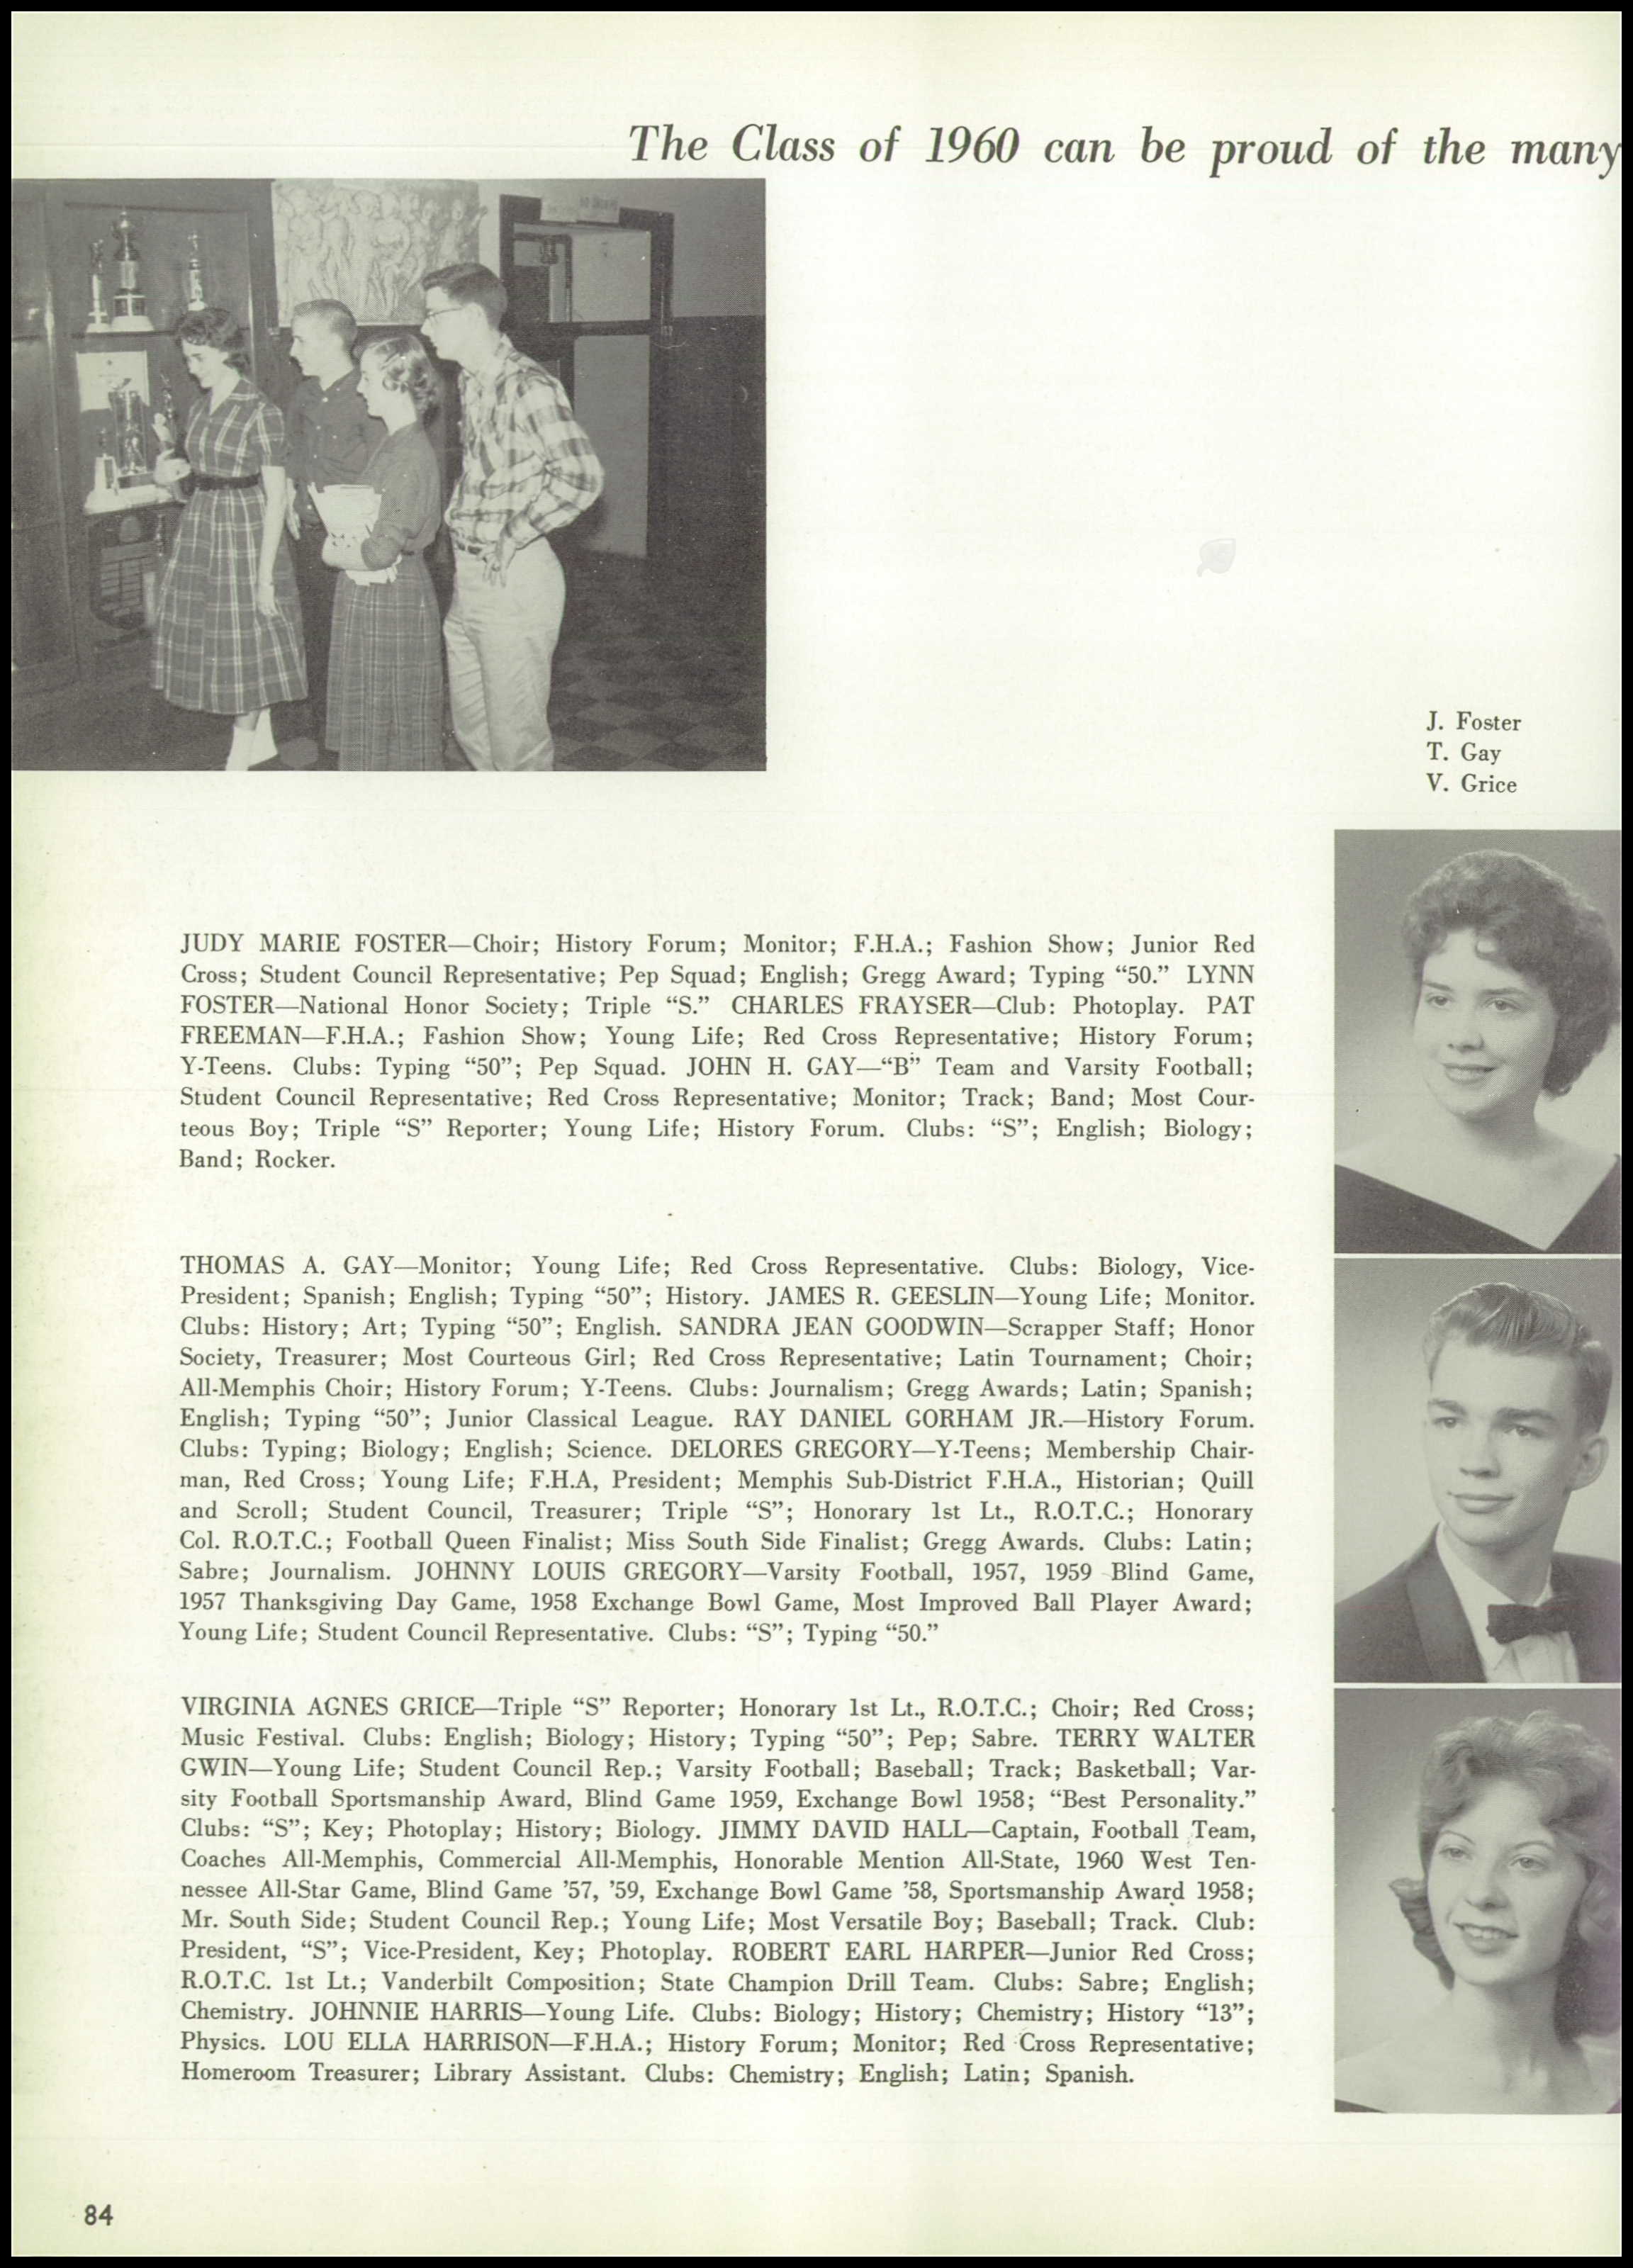 The Class of 1960 can be proud of the many
J. Foster
T. Gay
V. Grice
JUDY MARIE FOSTER—Choir; History Forum; Monitor; F.H.A.; Fashion Show; Junior Red
Cross; Student Council Representative; Pep Squad; English; Gregg Award; Typing “50.” LYNN
FOSTER—National Honor Society; Triple “S.” CHARLES FRAYSER—Club: Photoplay. PAT
FREEMAN—F.H.A.; Fashion Show; Young Life; Red Cross Representative; History Forum;
Y-Teens. Clubs: Typing “50”; Pep Squad. JOHN H. GAY—“B” Team and Varsity Football;
Student Council Representative; Red Cross Representative; Monitor; Track; Band; Most Cour-
teous Boy; Triple “S” Reporter; Young Life; History Forum. Clubs: “S”; English; Biology;
Band; Rocker.
THOMAS A. GAY—Monitor; Young Life; Red Cross Representative. Clubs: Biology, Vice-
President; Spanish; English; Typing “50”; History. JAMES R. GEESLIN—Young Life; Monitor.
Clubs: History; Art; Typing “50”; English. SANDRA JEAN GOODWIN—Scrapper Staff; Honor
Society, Treasurer; Most Courteous Girl; Red Cross Representative; Latin Tournament; Choir;
All-Memphis Choir; History Forum; Y-Teens. Clubs: Journalism; Gregg Awards; Latin; Spanish;
English; Typing “50”; Junior Classical League. RAY DANIEL GORHAM JR.—History Forum.
Clubs: Typing; Biology; English; Science. DELORES GREGORY—Y-Teens; Membership Chair-
man, Red Cross; Young Life; F.H.A, President; Memphis Sub-District F.H.A., Historian; Quill
and Scroll; Student Council, Treasurer; Triple “S”; Honorary 1st Lt., R.O.T.C.; Honorary
Col. R.O.T.C.; Football Queen Finalist; Miss South Side Finalist; Gregg Awards. Clubs: Latin;
Sabre; Journalism. JOHNNY LOUIS GREGORY—Varsity Football, 1957, 1959 Blind Game,
1957 Thanksgiving Day Game, 1958 Exchange Bowl Game, Most Improved Ball Player Award;
Young Life; Student Council Representative. Clubs: “S”; Typing “50.”
VIRGINIA AGNES GRICE—Triple “S” Reporter; Honorary 1st Lt., R.O.T.C.; Choir; Red Cross;
Music Festival. Clubs: English; Biology; History; Typing “50”; Pep; Sabre. TERRY WALTER
GWIN—Young Life; Student Council Rep.; Varsity Football; Baseball; Track; Basketball; Var-
sity Football Sportsmanship Award, Blind Game 1959, Exchange Bowl 1958; “Best Personality.”
Clubs: “S”; Key; Photoplay; History; Biology. JIMMY DAVID HALL—Captain, Football Team,
Coaches All-Memphis, Commercial All-Memphis, Honorable Mention All-State, 1960 West Ten-
nessee All-Star Game, Blind Game ’57, ’59, Exchange Bowl Game ’58, Sportsmanship Award 1958;
Mr. South Side; Student Council Rep.; Young Life; Most Versatile Boy; Baseball; Track. Club:
President, “S”; Vice-President, Key; Photoplay. ROBERT EARL HARPER—Junior Red Cross;
R.O.T.C. 1st Lt.; Vanderbilt Composition; State Champion Drill Team. Clubs: Sabre; English;
Chemistry. JOHNNIE HARRIS—Young Life. Clubs: Biology; History; Chemistry; History “13”;
Physics. LOU ELLA HARRISON—F.H.A.; History Forum; Monitor; Red Cross Representative;
Homeroom Treasurer; Library Assistant. Clubs: Chemistry; English; Latin; Spanish.
84